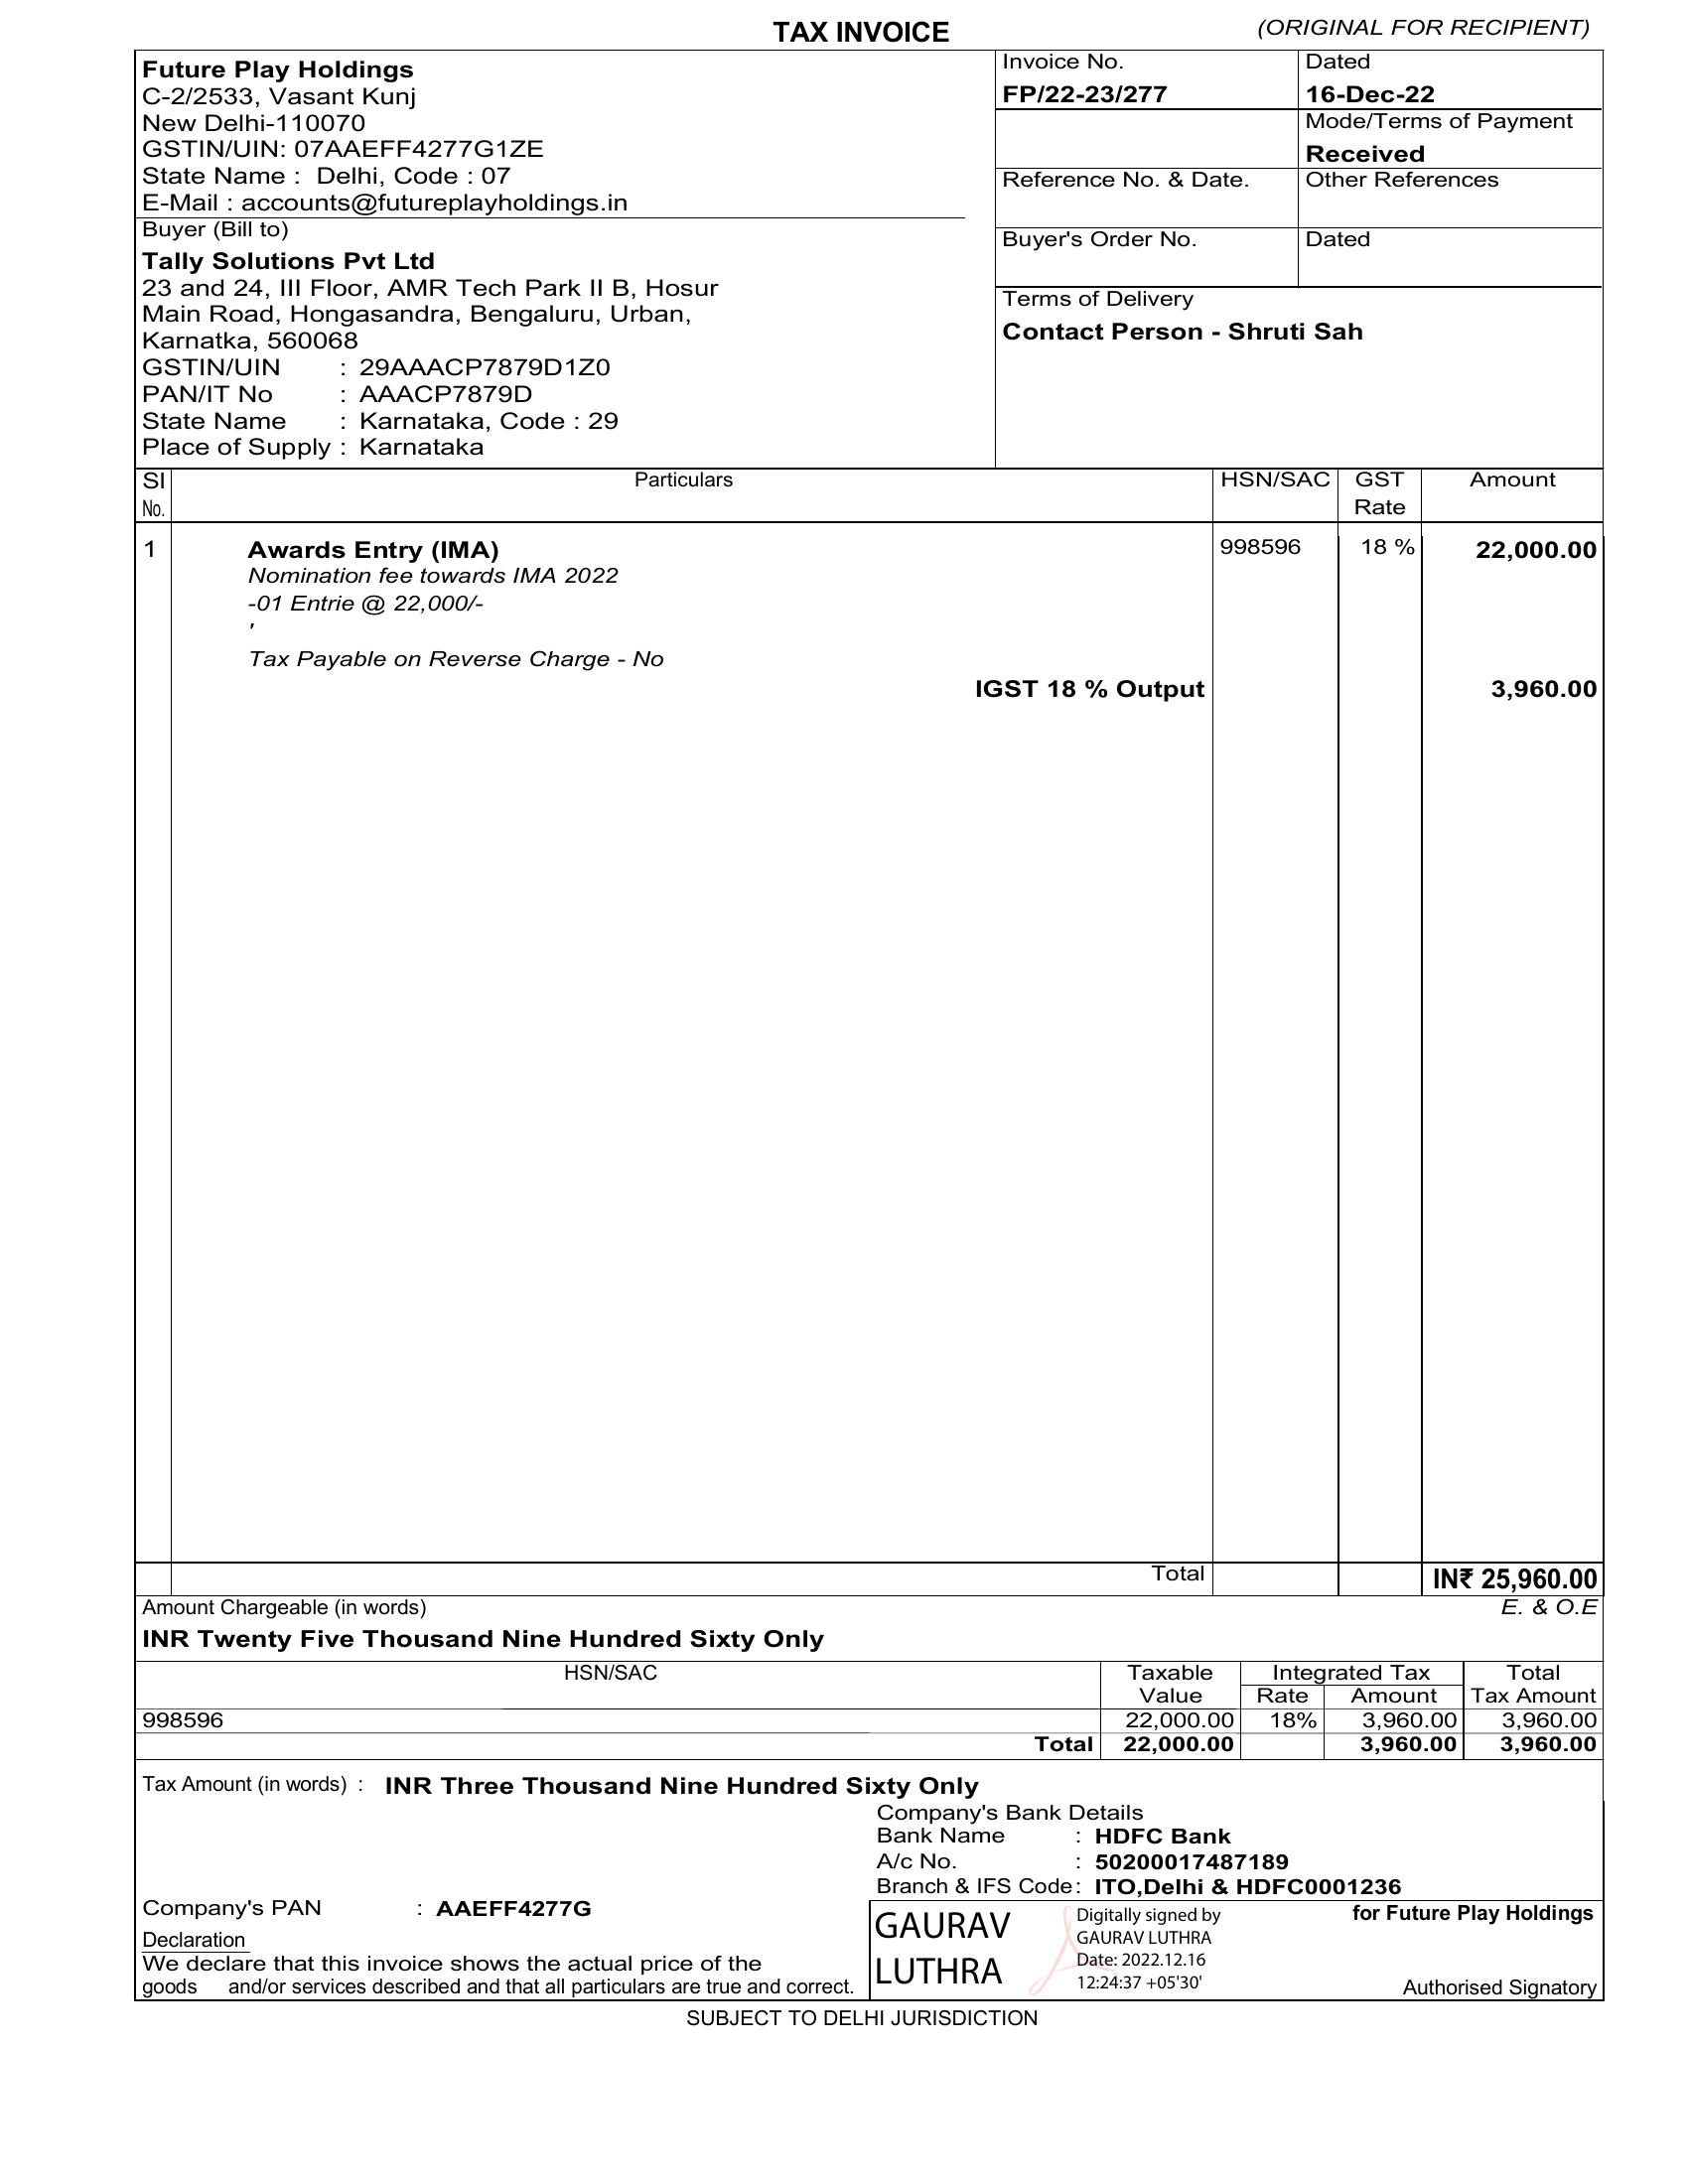 TAX INVOICE
(ORIGINAL FOR RECIPIENT)
Future Play Holdings
C-2/2533, Vasant Kunj
New Delhi-110070
GSTIN/UIN: 07AAEFF4277G1ZE
State Name : Delhi, Code : 07
E-Mail : accounts@futureplayholdings.in
Invoice No.
FP/22-23/277
Dated
16-Dec-22
Mode/Terms of Payment
Received
Reference No. & Date.
Other References
Buyer's Order No.
Dated
Terms of Delivery
Contact Person - Shruti Sah
Buyer (Bill to)
Tally Solutions Pvt Ltd
23 and 24, III Floor, AMR Tech Park II B, Hosur
Main Road, Hongasandra, Bengaluru, Urban,
Karnatka, 560068
GSTIN/UIN : 29AAACP7879D1Z0
PAN/IT No : AAACP7879D
State Name : Karnataka, Code : 29
Place of Supply : Karnataka
SI No. Particulars HSN/SAC GST Rate Amount
1 Awards Entry (IMA) 998596 18 % 22,000.00
Nomination fee towards IMA 2022
-01 Entrie @ 22,000/-
'
Tax Payable on Reverse Charge - No
IGST 18 % Output 3,960.00
Total IN₹ 25,960.00
Amount Chargeable (in words) E. & O.E
INR Twenty Five Thousand Nine Hundred Sixty Only
HSN/SAC Taxable Value Integrated Tax Rate Amount Total Tax Amount
998596 22,000.00 18% 3,960.00 3,960.00
Total 22,000.00 3,960.00 3,960.00
Tax Amount (in words) : INR Three Thousand Nine Hundred Sixty Only
Company's Bank Details
Bank Name : HDFC Bank
A/c No. : 50200017487189
Branch & IFS Code : ITO,Delhi & HDFC0001236
Company's PAN : AAEFF4277G
Declaration
We declare that this invoice shows the actual price of the
goods and/or services described and that all particulars are true and correct.
GAURAV
LUTHRA
Digitally signed by
GAURAV LUTHRA
Date: 2022.12.16
12:24:37 +05'30'
for Future Play Holdings
Authorised Signatory
SUBJECT TO DELHI JURISDICTION